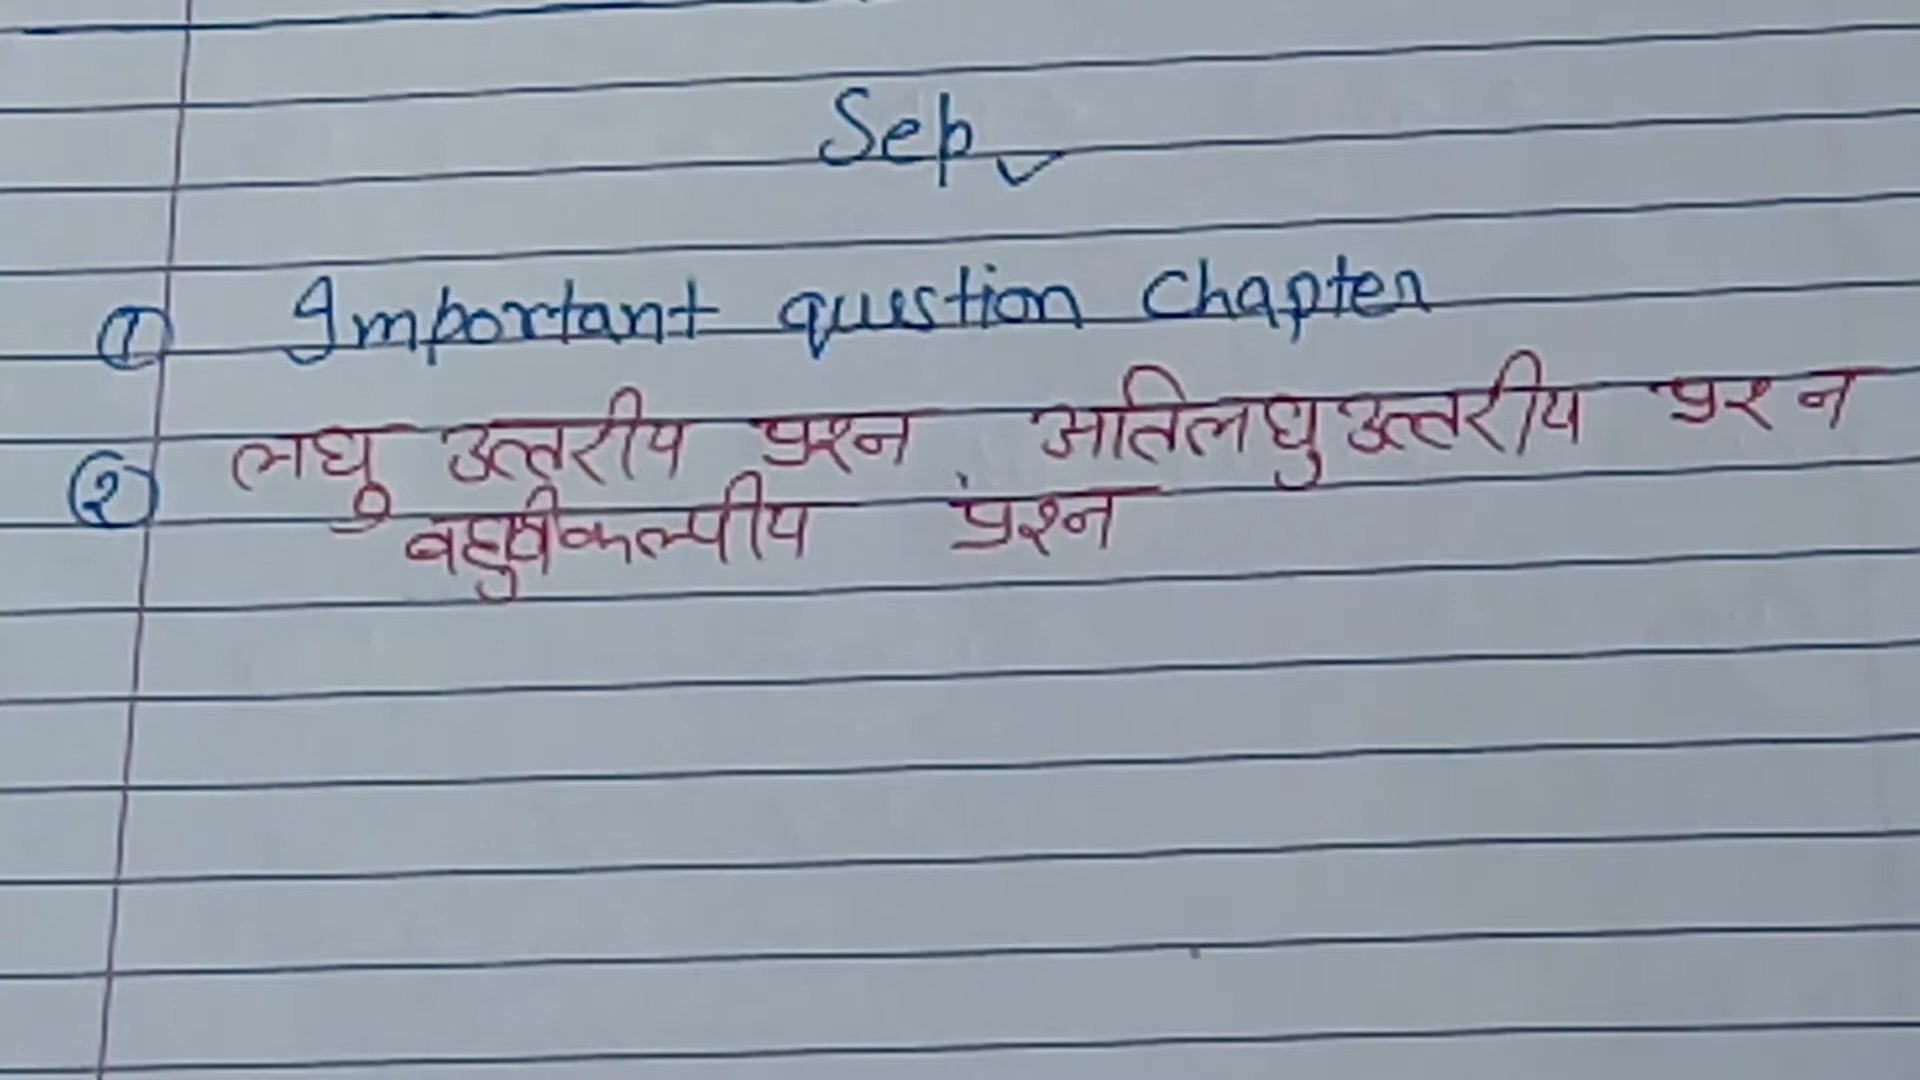 Sep
① Important question chapter
② लघु उत्तरीय प्रश्न अतिलघुउत्तरीय प्रश्न
बहुविकल्पीय प्रश्न